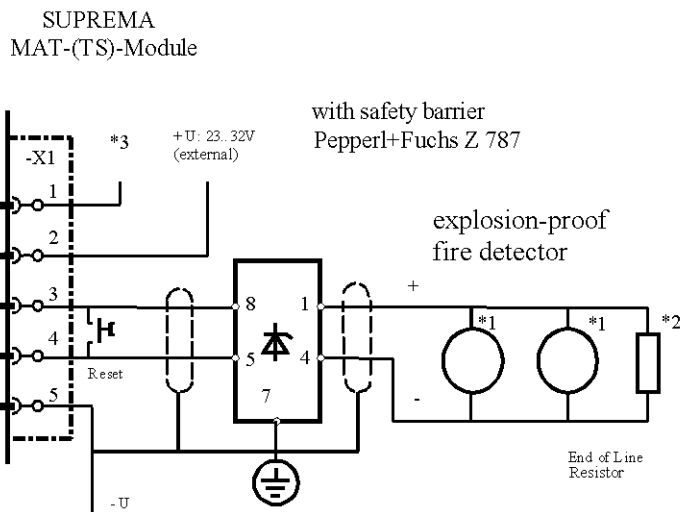 SUPREMA
MAT-(TS)-Module
with safety barrier
Pepperl+Fuchs Z 787
+U: 23..32V
(external)
*3
-X1
1
2
3
4
5
Reset
8
1
5
4
7
explosion-proof
fire detector
+
-
*1
*1
*2
End of Line
Resistor
- U